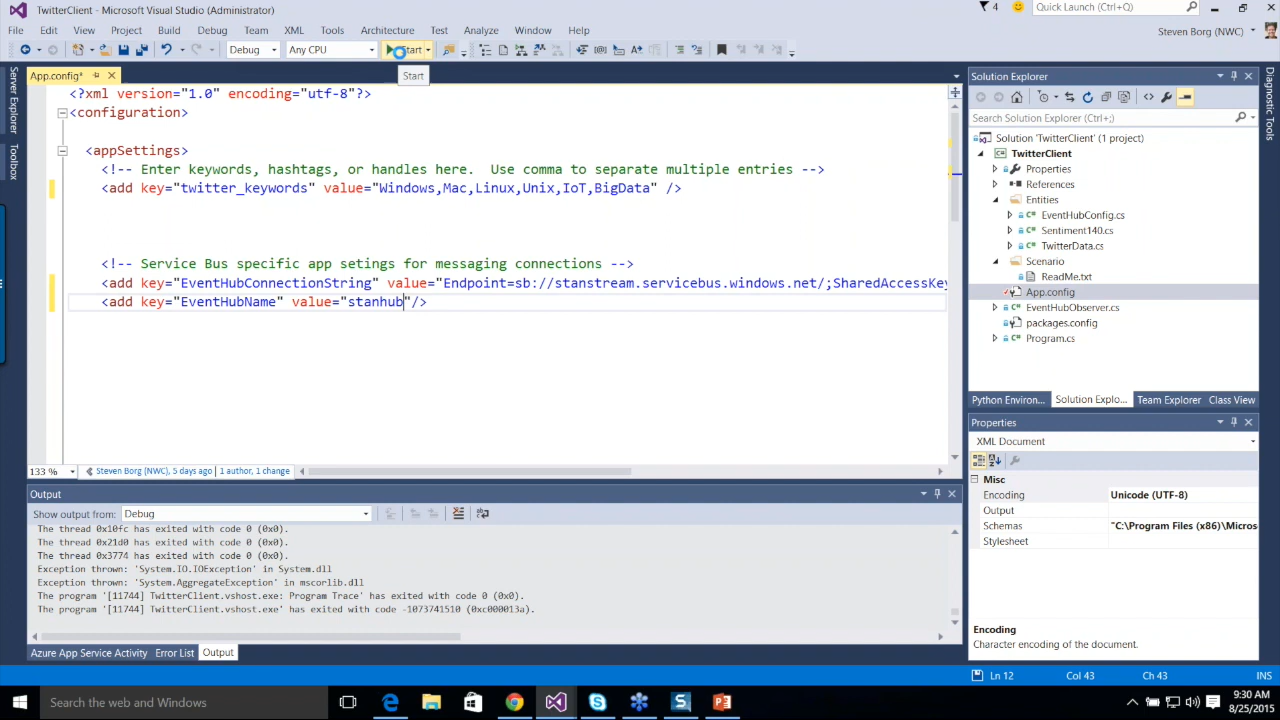 TwitterClient - Microsoft Visual Studio (Administrator)
4
Quick Launch (Ctrl+Q)
File Edit View Project Build Debug Team XML Tools Architecture Test Analyze Window Help
Steven Borg (NWC)
Debug Any CPU Start
Start
App.config*
Server Explorer
Toolbox
<?xml version="1.0" encoding="utf-8"?>
<configuration>
<appSettings>
<!-- Enter keywords, hashtags, or handles here.  Use comma to separate multiple entries -->
<add key="twitter_keywords" value="Windows,Mac,Linux,Unix,IoT,BigData" />
<!-- Service Bus specific app setings for messaging connections -->
<add key="EventHubConnectionString" value="Endpoint=sb://stanstream.servicebus.windows.net/;SharedAccessKey
<add key="EventHubName" value="stanhub"/>
133 %
Steven Borg (NWC), 5 days ago | 1 author, 1 change
Output
Show output from: Debug
The thread 0x10fc has exited with code 0 (0x0).
The thread 0x21d0 has exited with code 0 (0x0).
The thread 0x3774 has exited with code 0 (0x0).
Exception thrown: 'System.IO.IOException' in System.dll
Exception thrown: 'System.AggregateException' in mscorlib.dll
The program '[11744] TwitterClient.vshost.exe: Program Trace' has exited with code 0 (0x0).
The program '[11744] TwitterClient.vshost.exe' has exited with code -1073741510 (0xc000013a).
Azure App Service Activity Error List Output
Solution Explorer
Search Solution Explorer (Ctrl+;)
Solution 'TwitterClient' (1 project)
TwitterClient
Properties
References
Entities
EventHubConfig.cs
Sentiment140.cs
TwitterData.cs
Scenario
ReadMe.txt
App.config
EventHubObserver.cs
packages.config
Program.cs
Python Environ... Solution Explo... Team Explorer Class View
Properties
XML Document
Misc
Encoding Unicode (UTF-8)
Output
Schemas "C:\Program Files (x86)\Micros
Stylesheet
Encoding
Character encoding of the document.
Diagnostic Tools
Ln 12 Col 43 Ch 43 INS
Search the web and Windows
9:30 AM
8/25/2015